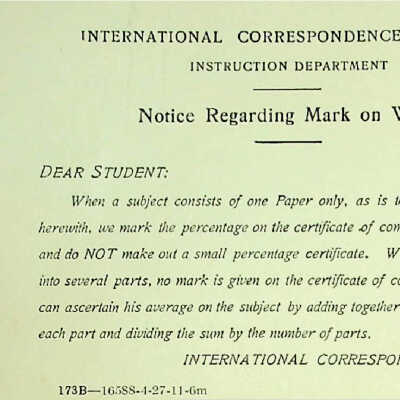 INTERNATIONAL CORRESPONDENCE
INSTRUCTION DEPARTMENT
Notice Regarding Mark on
DEAR STUDENT:
When a subject consists of one Paper only, as is
herewith, we mark the percentage on the certificate of
and do NOT make out a small percentage certificate.
into several parts, no mark is given on the certificate of
can ascertain his average on the subject by adding together
each part and dividing the sum by the number of parts.
INTERNATIONAL
173B—16588-4-27-11-6m